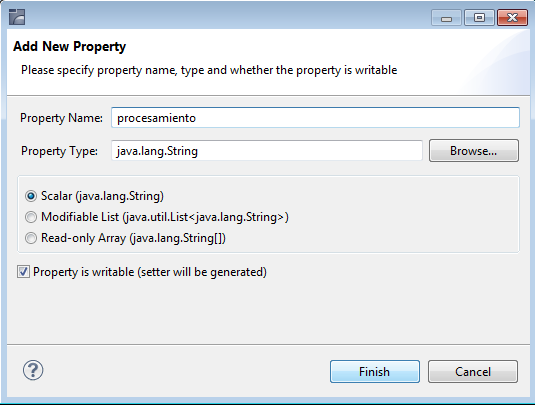 Add New Property
Please specify property name, type and whether the property is writable
Property Name: procesamiento
Property Type: java.lang.String Browse...
Scalar (java.lang.String)
Modifiable List (java.util.List<java.lang.String>)
Read-only Array (java.lang.String[])
Property is writable (setter will be generated)
? Finish Cancel